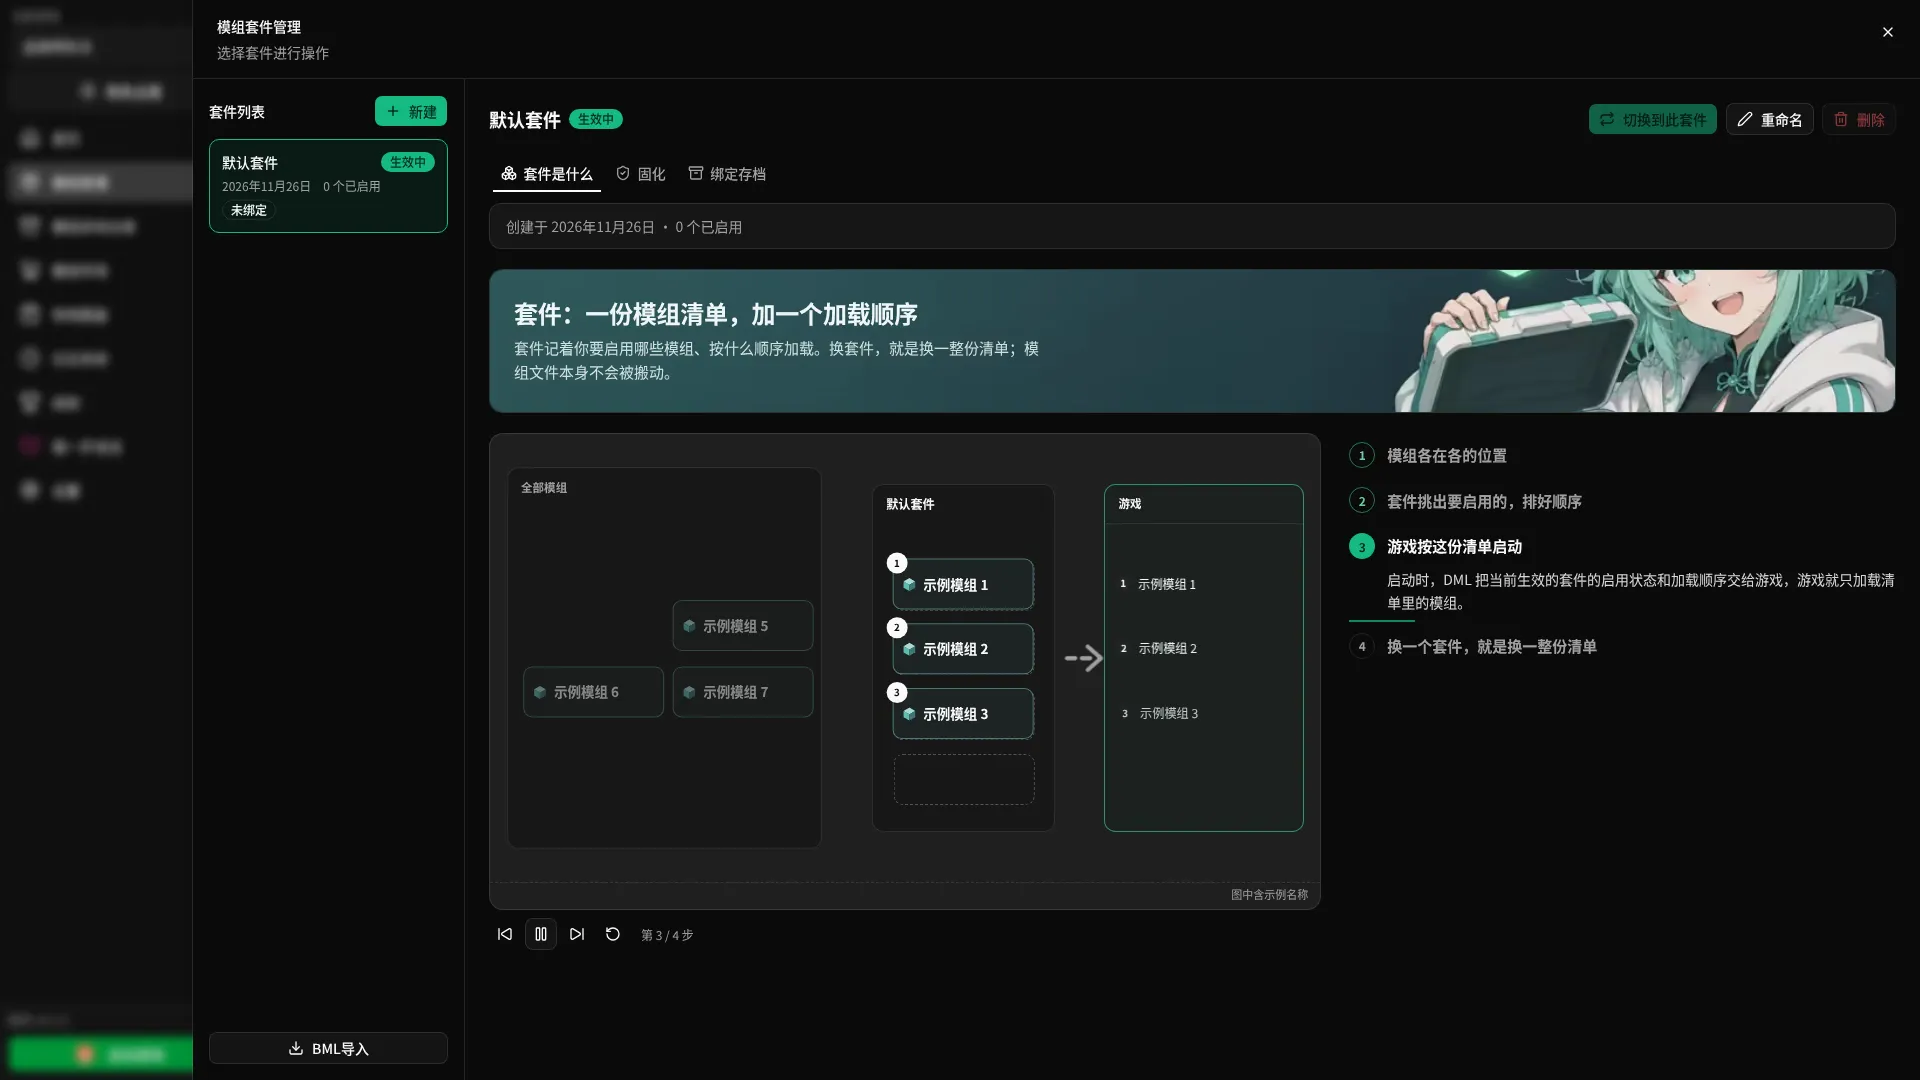 模组套件管理
选择套件进行操作
套件列表
新建
默认套件
生效中
2026年11月26日 0 个已启用
未绑定
BML导入
默认套件
生效中
切换到此套件
重命名
删除
套件是什么
固化
绑定存档
创建于 2026年11月26日 • 0 个已启用
套件：一份模组清单，加一个加载顺序
套件记着你要启用哪些模组、按什么顺序加载。换套件，就是换一整份清单；模
组文件本身不会被搬动。
全部模组
示例模组 5
示例模组 6
示例模组 7
默认套件
1
示例模组 1
2
示例模组 2
3
示例模组 3
游戏
1 示例模组 1
2 示例模组 2
3 示例模组 3
图中含示例名称
第 3 / 4 步
1 模组各在各的位置
2 套件挑出要启用的，排好顺序
3 游戏按这份清单启动
启动时，DML 把当前生效的套件的启用状态和加载顺序交给游戏，游戏就只加载清
单里的模组。
4 换一个套件，就是换一整份清单